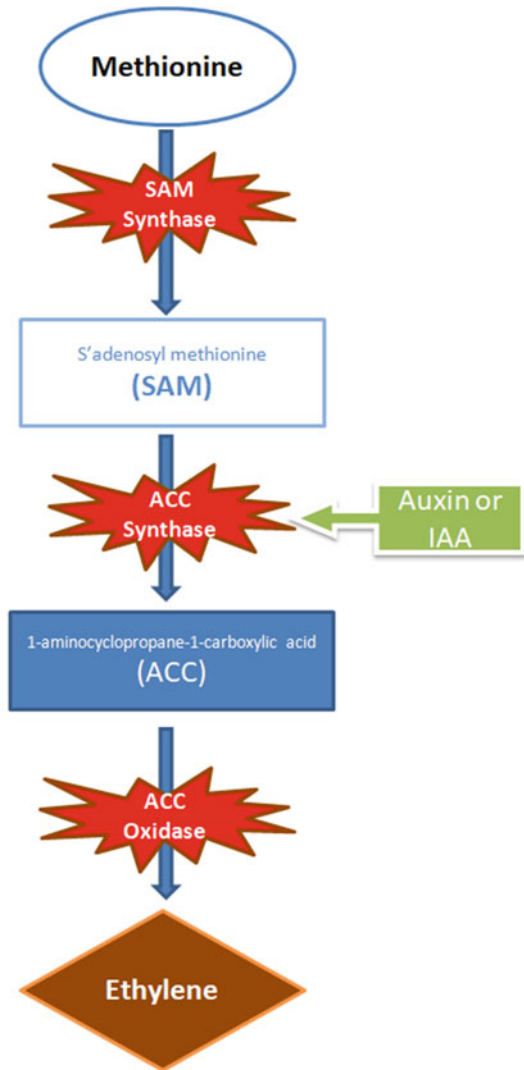 Methionine
SAM
Synthase
S'adenosyl methionine
(SAM)
ACC
Synthase
Auxin or
IAA
1-aminocyclopropane-1-carboxylic acid
(ACC)
ACC
Oxidase
Ethylene